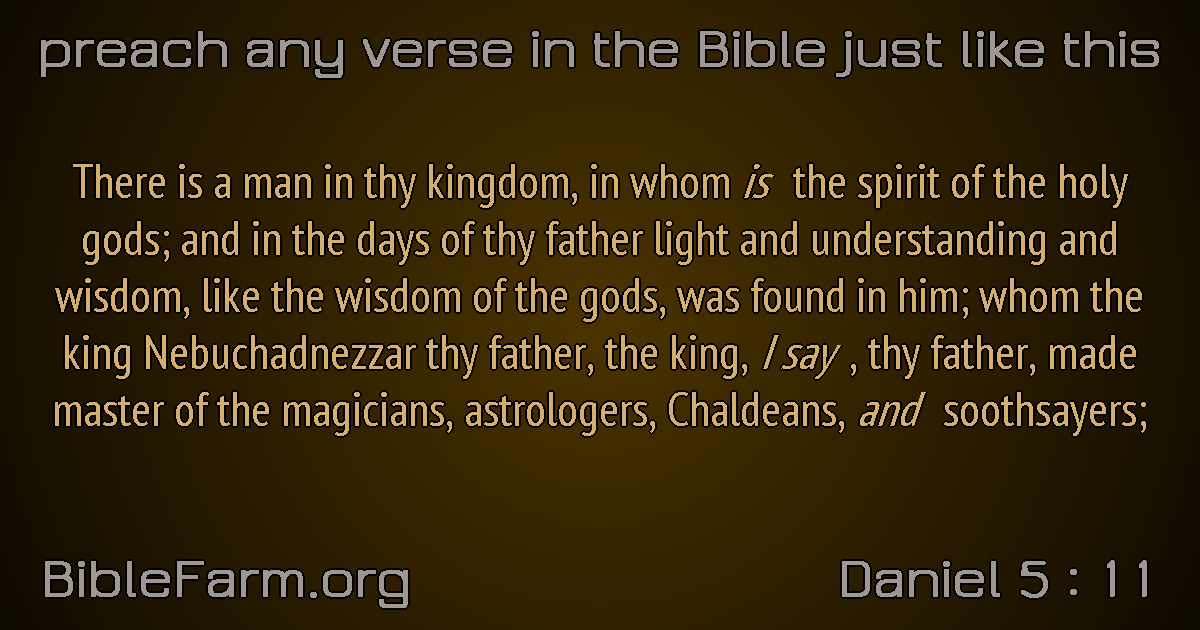 preach any verse in the Bible just like this
There is a man in thy kingdom, in whom is the spirit of the holy
gods; and in the days of thy father light and understanding and
wisdom, like the wisdom of the gods, was found in him; whom the
king Nebuchadnezzar thy father, the king, I say , thy father, made
master of the magicians, astrologers, Chaldeans, and soothsayers;
BibleFarm.org
Daniel 5 : 11